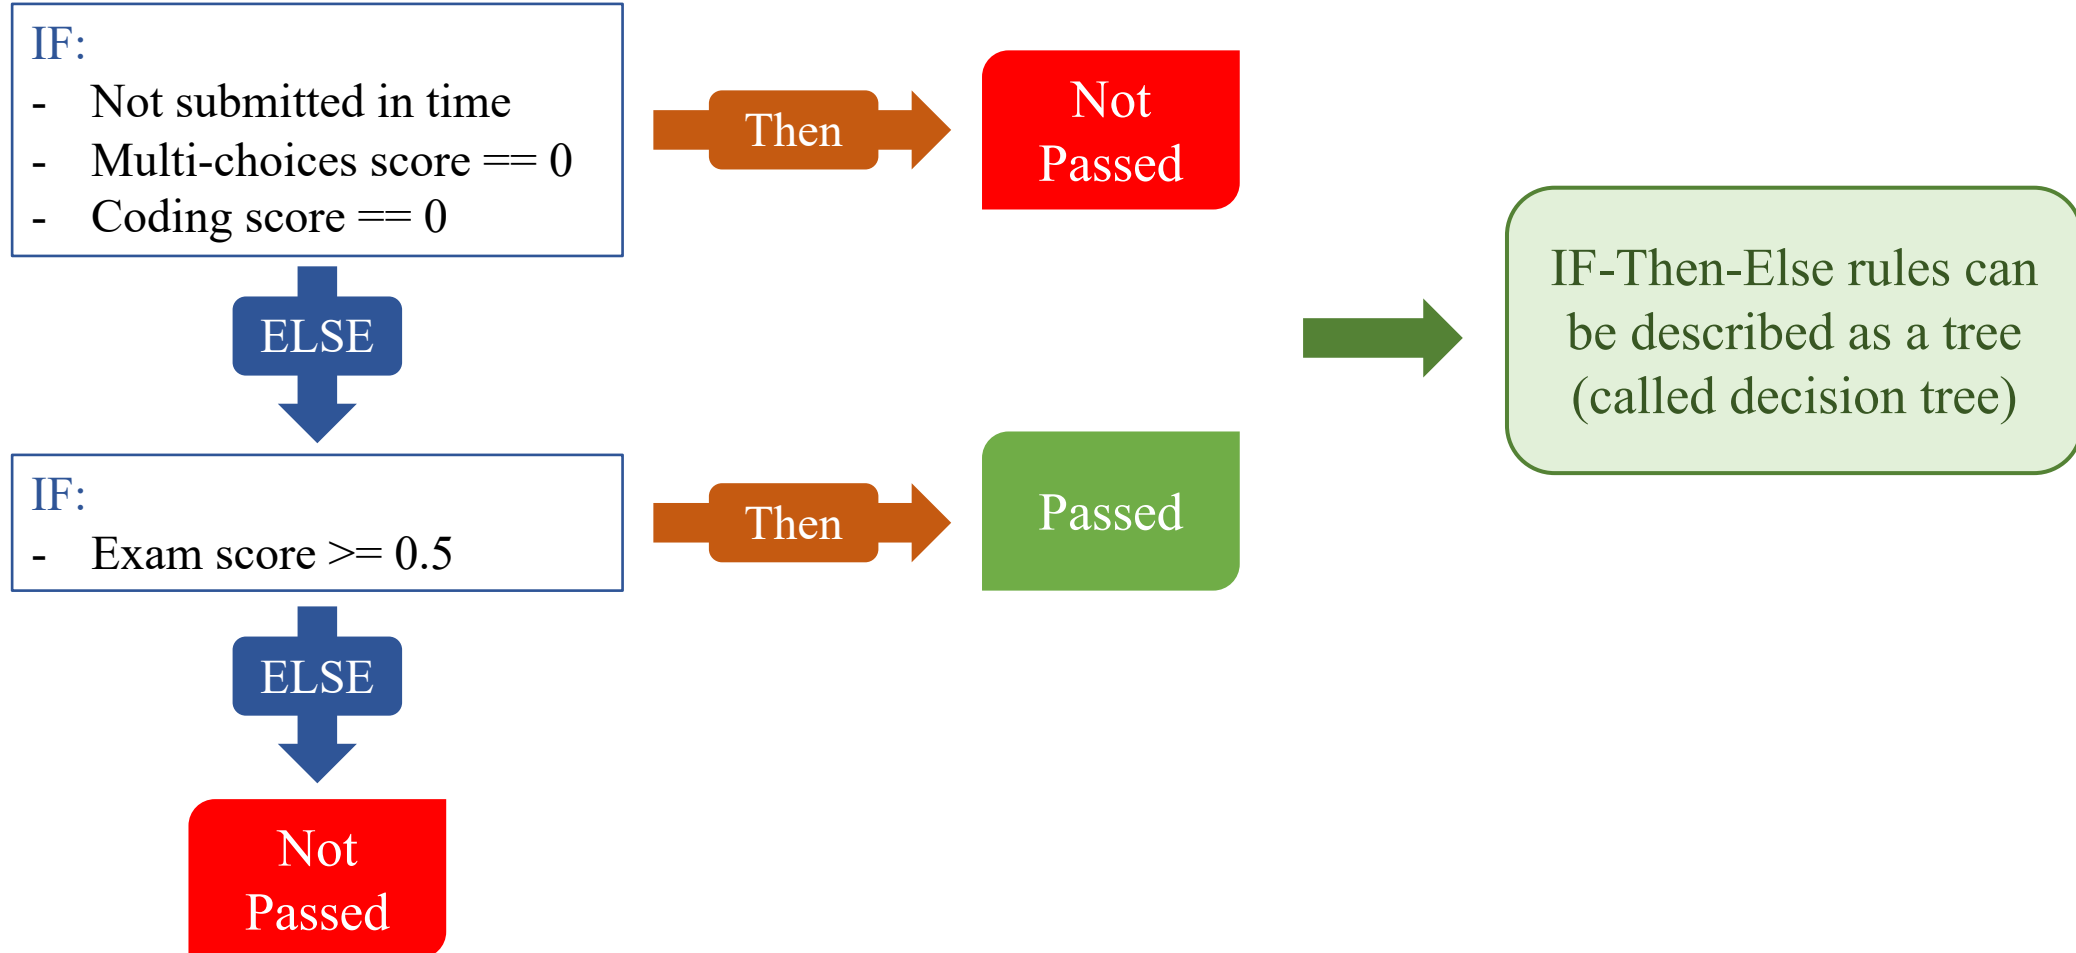 IF:
- Not submitted in time
- Multi-choices score == 0
- Coding score == 0
Then
Not
Passed
ELSE
IF:
- Exam score >= 0.5
Then
Passed
ELSE
Not
Passed
IF-Then-Else rules can
be described as a tree
(called decision tree)